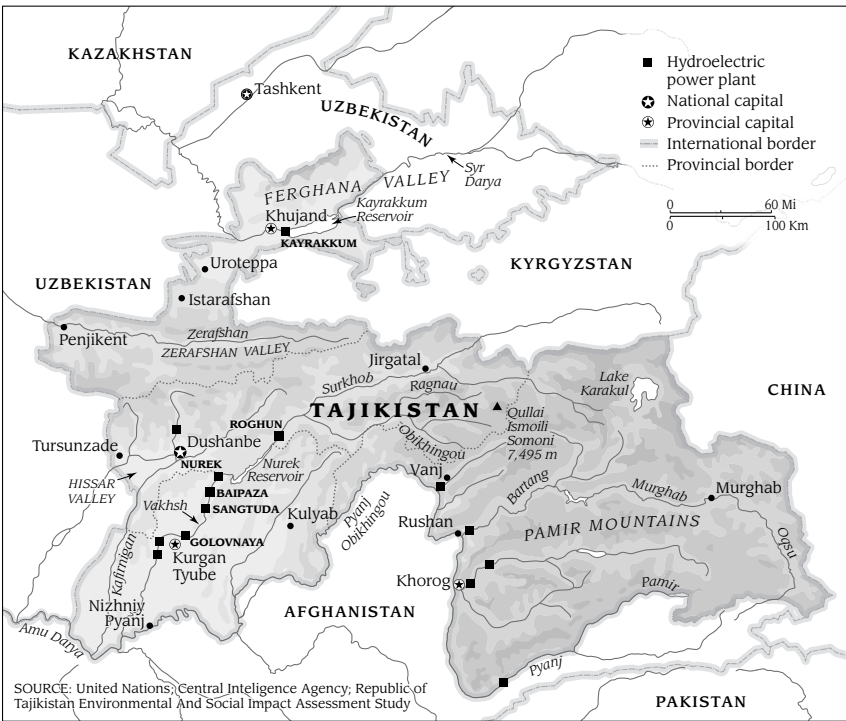 KAZAKHSTAN
Tashkent
UZBEKISTAN
Hydroelectric
power plant
National capital
Provincial capital
International border
Provincial border
0 60 Mi
0 100 Km
Syr
Darya
FERGHANA VALLEY
Kayrakkum
Reservoir
Khujand
KAYRAKKUM
Uroteppa
KYRGYZSTAN
UZBEKISTAN
Istarafshan
Penjikent
Zerafshan
ZERAFSHAN VALLEY
Jirgatal
Surkhob
Ragnau
Lake
Karakul
CHINA
TAJIKISTAN
Qullai
Ismoili
Somoni
7,495 m
ROGHUN
Obikhingou
Tursunzade
Dushanbe
NUREK
Nurek
Reservoir
HISSAR
VALLEY
Vanj
Bartang
Murghab
Murghab
BAIPAZA
Vakhsh
SANGTUDA
Kulyab
Pyanj
Obikhingou
Rushan
PAMIR MOUNTAINS
Oqsu
GOLOVNAYA
Kurgan
Tyube
Kafirnigan
Khorog
Pamir
Nizhniy
Pyanj
AFGHANISTAN
Amu Darya
Pyanj
SOURCE: United Nations; Central Inteligence Agency; Republic of
Tajikistan Environmental And Social Impact Assessment Study
PAKISTAN